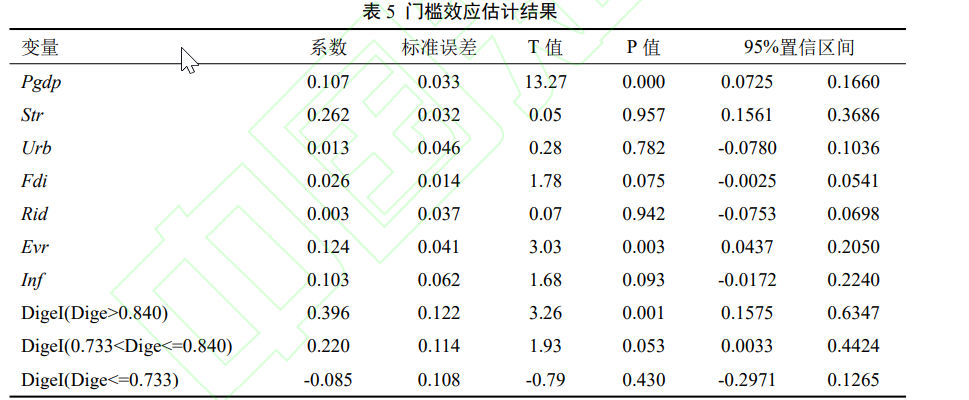 表 5 门槛效应估计结果
变量 系数 标准误差 T 值 P 值 95%置信区间
Pgdp 0.107 0.033 13.27 0.000 0.0725 0.1660
Str 0.262 0.032 0.05 0.957 0.1561 0.3686
Urb 0.013 0.046 0.28 0.782 -0.0780 0.1036
Fdi 0.026 0.014 1.78 0.075 -0.0025 0.0541
Rid 0.003 0.037 0.07 0.942 -0.0753 0.0698
Evr 0.124 0.041 3.03 0.003 0.0437 0.2050
Inf 0.103 0.062 1.68 0.093 -0.0172 0.2240
DigeI(Dige>0.840) 0.396 0.122 3.26 0.001 0.1575 0.6347
DigeI(0.733<Dige<=0.840) 0.220 0.114 1.93 0.053 0.0033 0.4424
DigeI(Dige<=0.733) -0.085 0.108 -0.79 0.430 -0.2971 0.1265